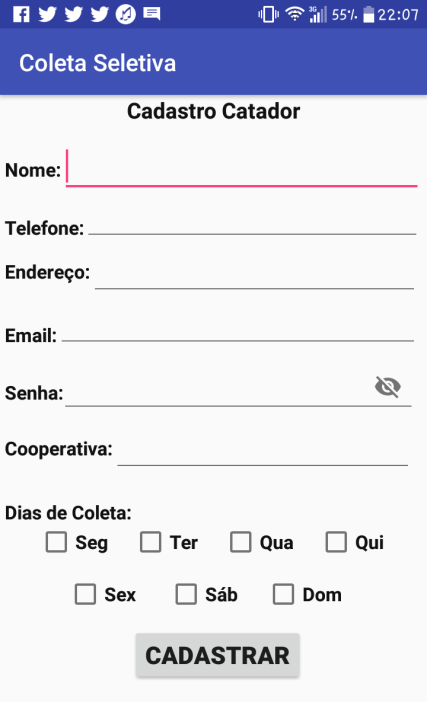 3G 55% 22:07
Coleta Seletiva
Cadastro Catador
Nome:
Telefone:
Endereço:
Email:
Senha:
Cooperativa:
Dias de Coleta:
Seg Ter Qua Qui
Sex Sáb Dom
CADASTRAR